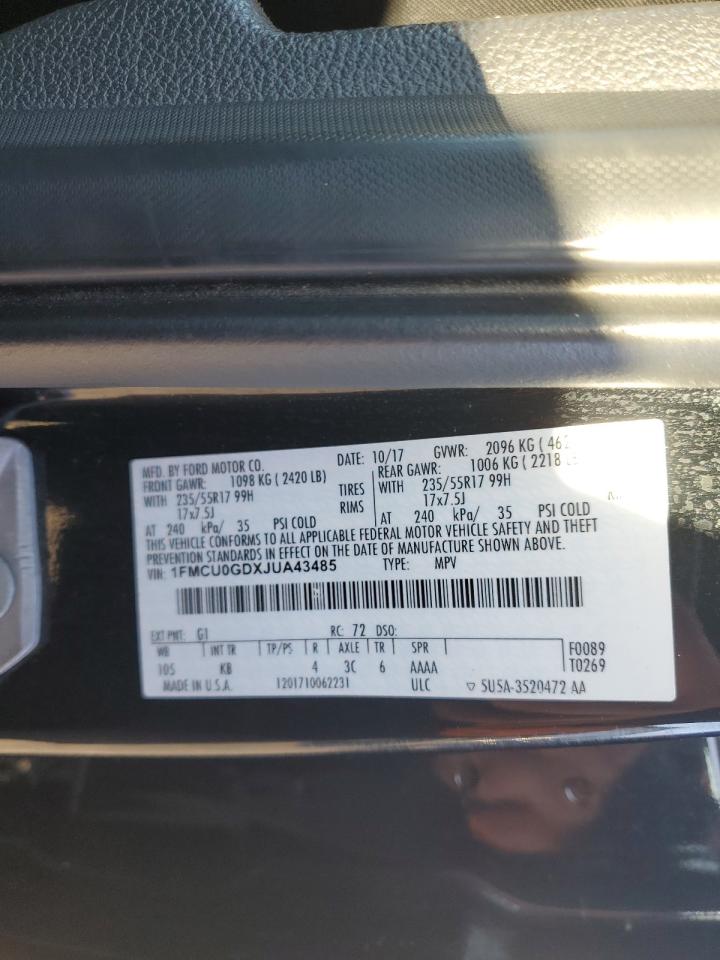 MFD. BY FORD MOTOR CO. DATE: 10/17 GVWR: 2096 KG ( 462
FRONT GAWR: 1098 KG ( 2420 LB) REAR GAWR: 1006 KG ( 2218 LB
WITH 235/55R17 99H TIRES WITH 235/55R17 99H
17x7.5J RIMS 17x7.5J
AT 240 kPa/ 35 PSI COLD AT 240 kPa/ 35 PSI COLD
THIS VEHICLE CONFORMS TO ALL APPLICABLE FEDERAL MOTOR VEHICLE SAFETY AND THEFT
PREVENTION STANDARDS IN EFFECT ON THE DATE OF MANUFACTURE SHOWN ABOVE.
VIN: 1FMCU0GDXJUA43485 TYPE: MPV
EXT PNT: G1 RC: 72 DSO:
WB INT TR TP/PS R AXLE TR SPR F0089
105 KB 4 3C 6 AAAA T0269
MADE IN U.S.A. 1201710062231 ULC ▽ 5U5A-3520472 AA